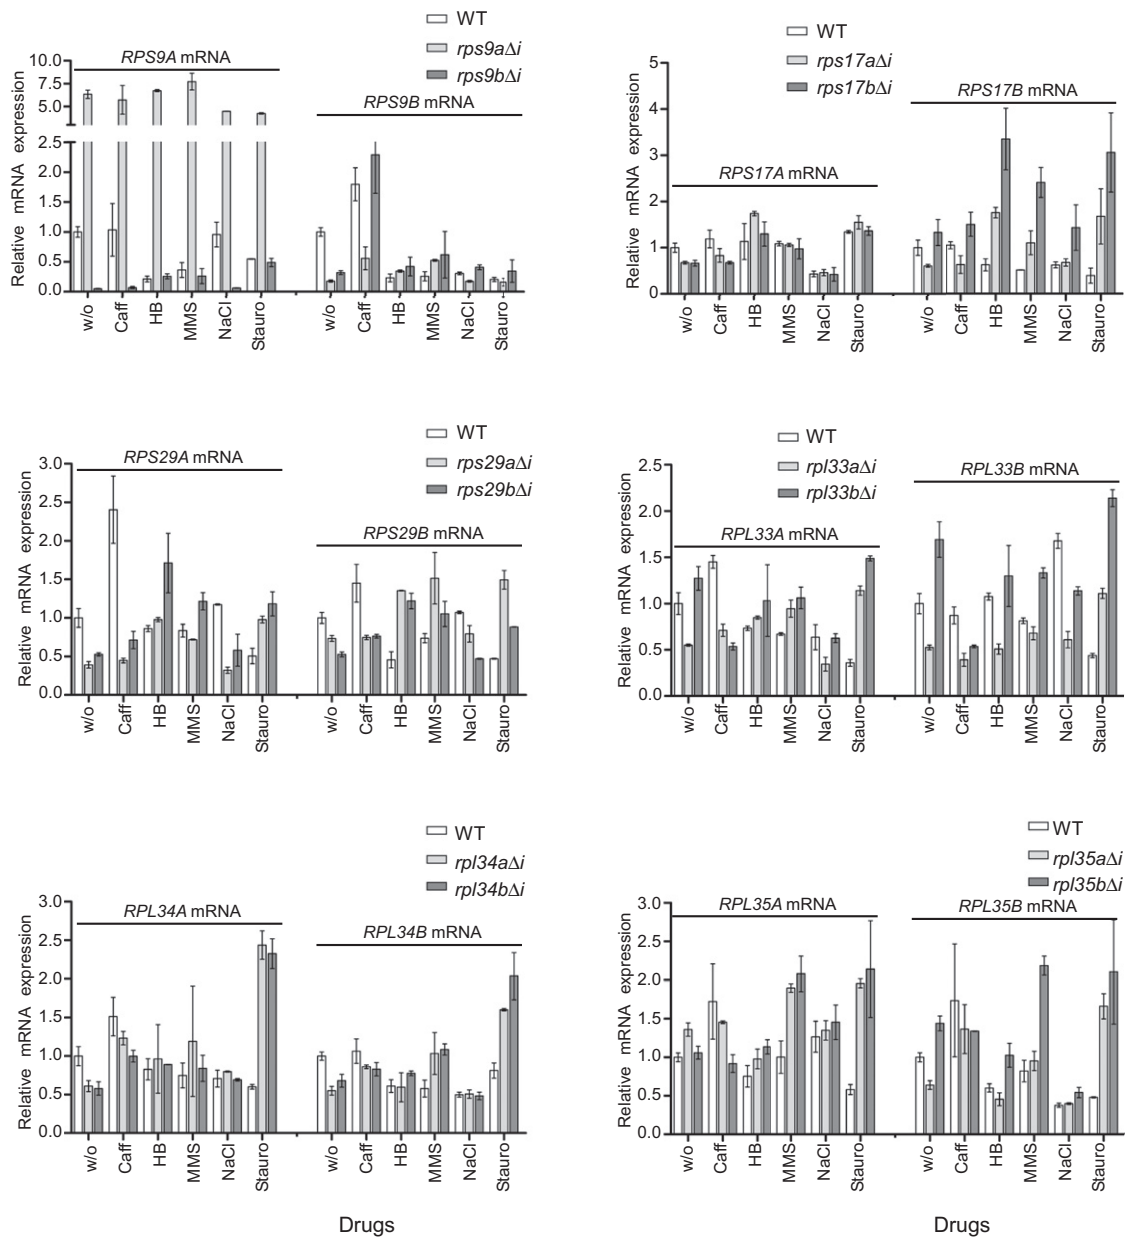 WT
rps9aΔi
rps9bΔi
RPS9A mRNA
RPS9B mRNA
Relative mRNA expression
10.0
7.5
5.0
2.5
2.0
1.5
1.0
0.5
0.0
w/o Caff HB MMS NaCl Stauro w/o Caff HB MMS NaCl Stauro
WT
rps17aΔi
rps17bΔi
RPS17A mRNA
RPS17B mRNA
Relative mRNA expression
5
4
3
2
1
0
w/o Caff HB MMS NaCl Stauro w/o Caff HB MMS NaCl Stauro
WT
rps29aΔi
rps29bΔi
RPS29A mRNA
RPS29B mRNA
Relative mRNA expression
3.0
2.5
2.0
1.5
1.0
0.5
0.0
w/o Caff HB MMS NaCl Stauro w/o Caff HB MMS NaCl Stauro
WT
rpl33aΔi
rpl33bΔi
RPL33A mRNA
RPL33B mRNA
Relative mRNA expression
2.5
2.0
1.5
1.0
0.5
0.0
w/o Caff HB MMS NaCl Stauro w/o Caff HB MMS NaCl Stauro
WT
rpl34aΔi
rpl34bΔi
RPL34A mRNA
RPL34B mRNA
Relative mRNA expression
3.0
2.5
2.0
1.5
1.0
0.5
0.0
w/o Caff HB MMS NaCl Stauro w/o Caff HB MMS NaCl Stauro
Drugs
WT
rpl35aΔi
rpl35bΔi
RPL35A mRNA
RPL35B mRNA
Relative mRNA expression
3.0
2.5
2.0
1.5
1.0
0.5
0.0
w/o Caff HB MMS NaCl Stauro w/o Caff HB MMS NaCl Stauro
Drugs